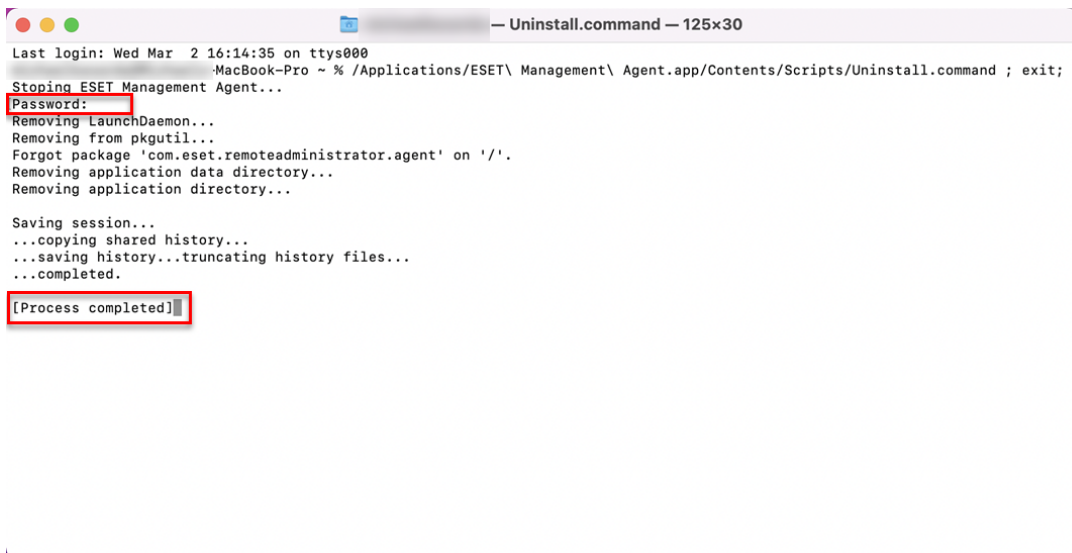 — Uninstall.command — 125×30
Last login: Wed Mar  2 16:14:35 on ttys000
-MacBook-Pro ~ % /Applications/ESET\ Management\ Agent.app/Contents/Scripts/Uninstall.command ; exit;
Stoping ESET Management Agent...
Password:
Removing LaunchDaemon...
Removing from pkgutil...
Forgot package 'com.eset.remoteadministrator.agent' on '/'.
Removing application data directory...
Removing application directory...
Saving session...
...copying shared history...
...saving history...truncating history files...
...completed.
[Process completed]